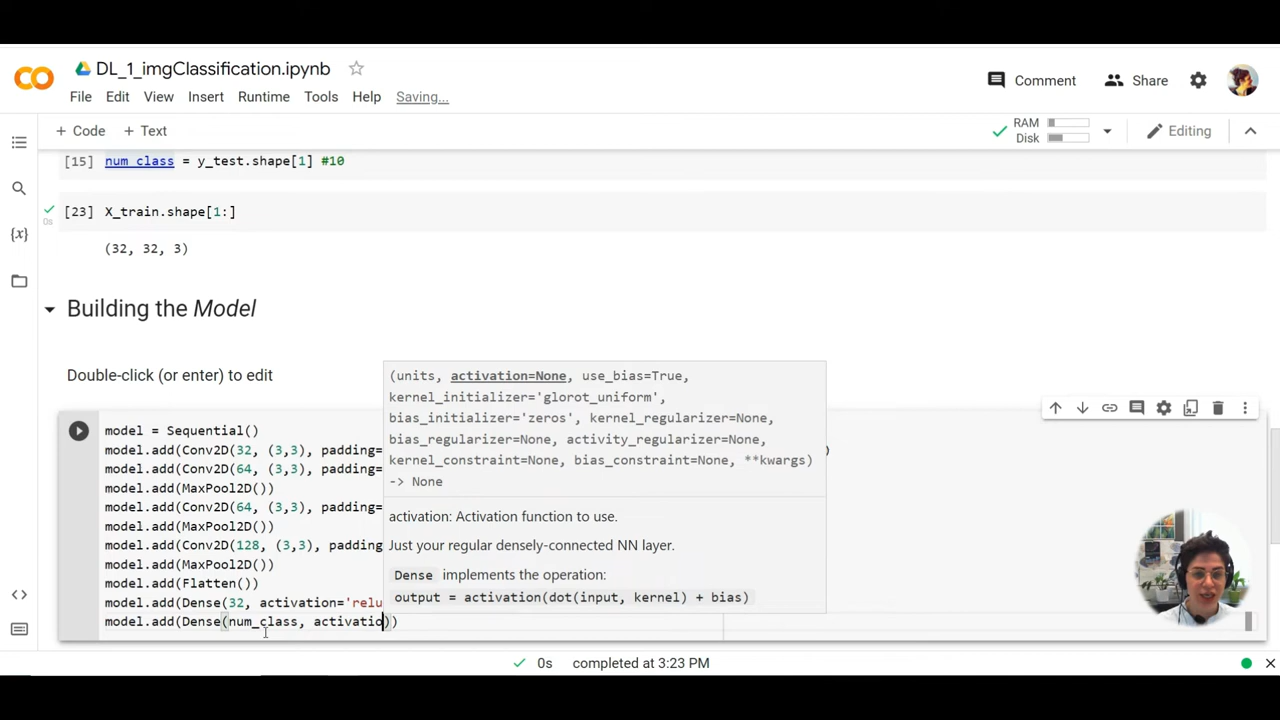 DL_1_imgClassification.ipynb
File Edit View Insert Runtime Tools Help Saving...
Comment Share
+ Code + Text
RAM
Disk
Editing
[15] num_class = y_test.shape[1] #10
[23] X_train.shape[1:]
0s
(32, 32, 3)
{x}
Building the Model
Double-click (or enter) to edit
(units, activation=None, use_bias=True,
kernel_initializer='glorot_uniform',
bias_initializer='zeros', kernel_regularizer=None,
bias_regularizer=None, activity_regularizer=None,
kernel_constraint=None, bias_constraint=None, **kwargs)
-> None
activation: Activation function to use.
Just your regular densely-connected NN layer.
Dense implements the operation:
output = activation(dot(input, kernel) + bias)
model = Sequential()
model.add(Conv2D(32, (3,3), padding=
model.add(Conv2D(64, (3,3), padding=
model.add(MaxPool2D())
model.add(Conv2D(64, (3,3), padding=
model.add(MaxPool2D())
model.add(Conv2D(128, (3,3), padding
model.add(MaxPool2D())
model.add(Flatten())
model.add(Dense(32, activation='relu
model.add(Dense(num_class, activatio))
0s completed at 3:23 PM